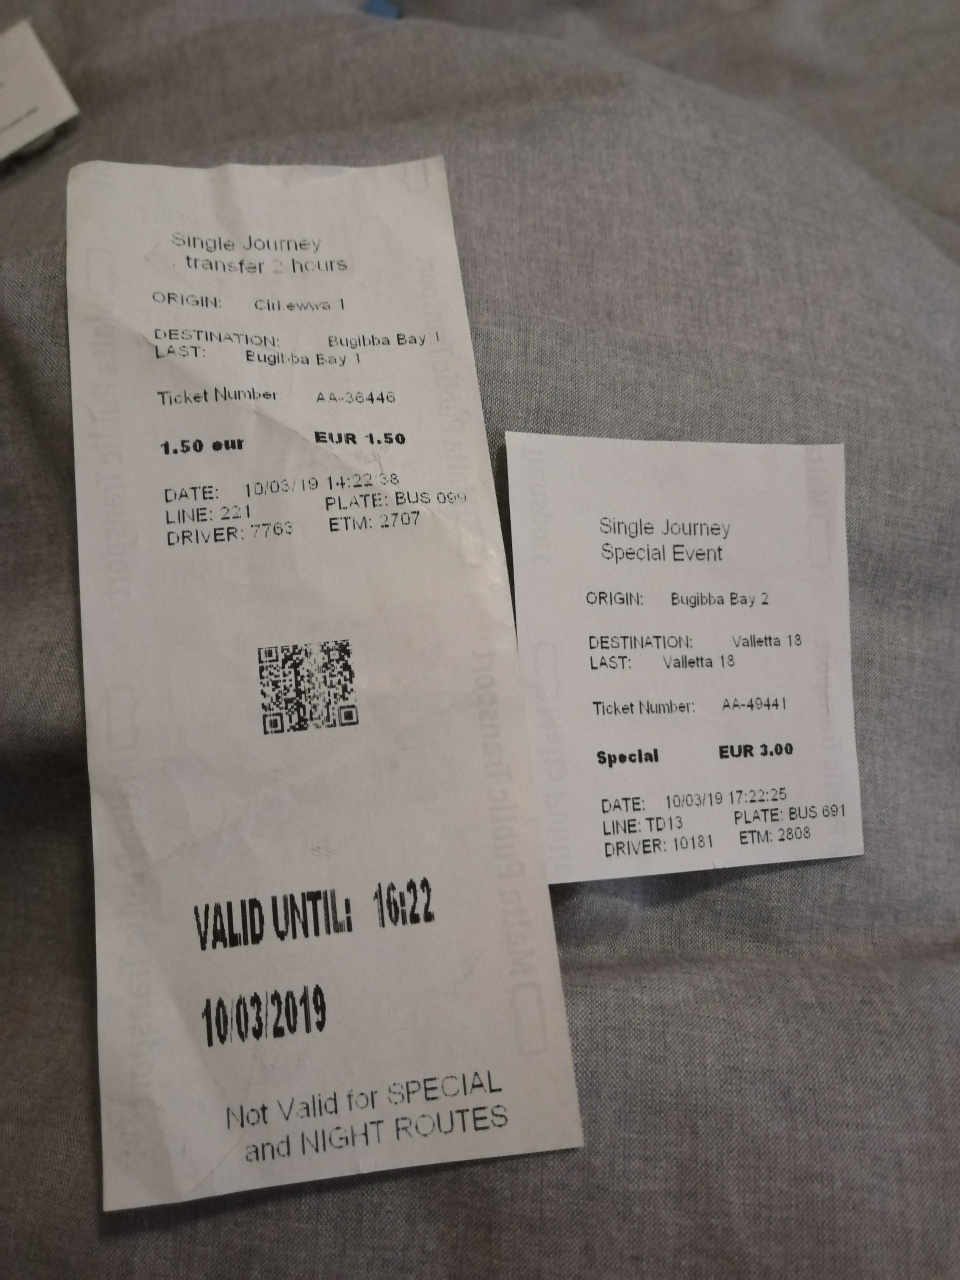 Single Journey
transfer 2 hours
ORIGIN: Cirkewwa 1
DESTINATION: Bugibba Bay 1
LAST: Bugibba Bay 1
Ticket Number AA-36446
1.50 eur EUR 1.50
DATE: 10/03/19 14:22:38
LINE: 221 PLATE: BUS 099
DRIVER: 7763 ETM: 2707
VALID UNTIL: 16:22
10/03/2019
Not Valid for SPECIAL
and NIGHT ROUTES
Single Journey
Special Event
ORIGIN: Bugibba Bay 2
DESTINATION: Valletta 18
LAST: Valletta 18
Ticket Number: AA-49441
Special EUR 3.00
DATE: 10/03/19 17:22:25
LINE: TD13 PLATE: BUS 691
DRIVER: 10181 ETM: 2808
Malta Public Transport